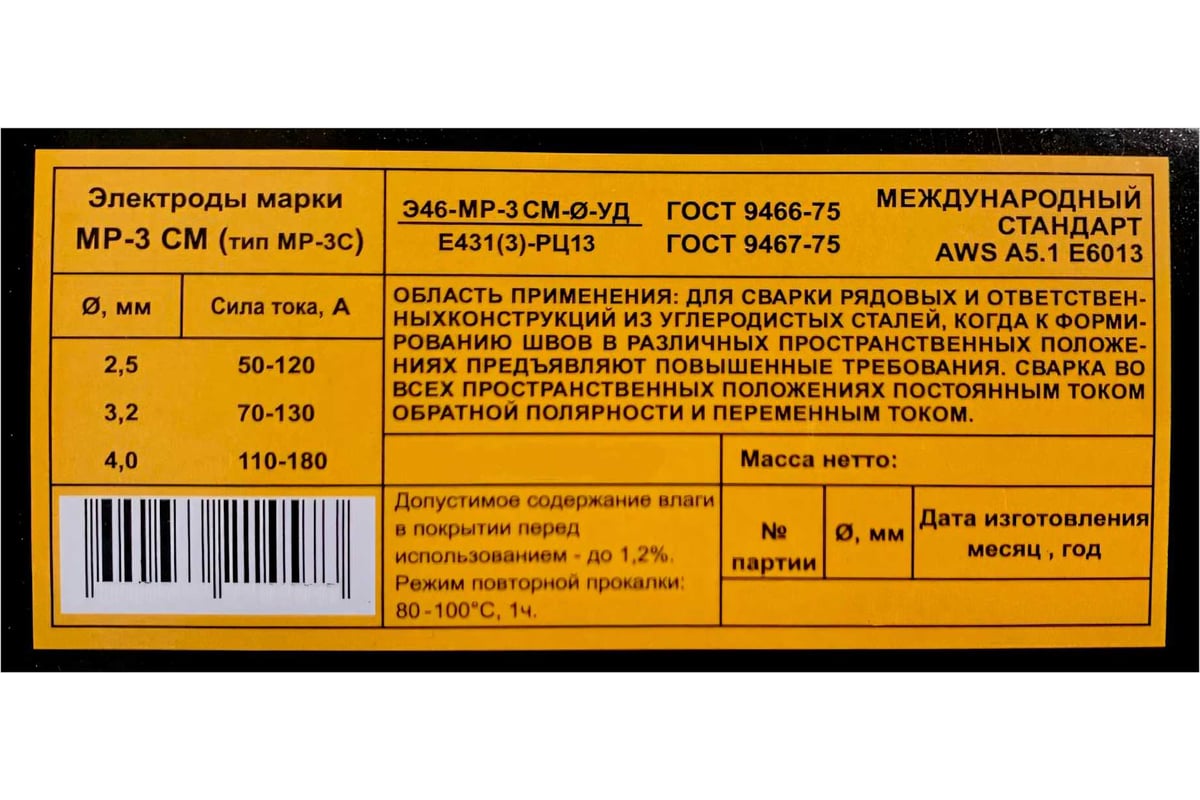 Электроды марки
МР-3 СМ (тип МР-3С)
Э46-МР-3 СМ-Ø-УД
Е431(3)-РЦ13
ГОСТ 9466-75
ГОСТ 9467-75
МЕЖДУНАРОДНЫЙ
СТАНДАРТ
AWS A5.1 E6013
Ø, мм
Сила тока, А
2,5 50-120
3,2 70-130
4,0 110-180
ОБЛАСТЬ ПРИМЕНЕНИЯ: ДЛЯ СВАРКИ РЯДОВЫХ И ОТВЕТСТВЕН-
НЫХКОНСТРУКЦИЙ ИЗ УГЛЕРОДИСТЫХ СТАЛЕЙ, КОГДА К ФОРМИ-
РОВАНИЮ ШВОВ В РАЗЛИЧНЫХ ПРОСТРАНСТВЕННЫХ ПОЛОЖЕ-
НИЯХ ПРЕДЪЯВЛЯЮТ ПОВЫШЕННЫЕ ТРЕБОВАНИЯ. СВАРКА ВО
ВСЕХ ПРОСТРАНСТВЕННЫХ ПОЛОЖЕНИЯХ ПОСТОЯННЫМ ТОКОМ
ОБРАТНОЙ ПОЛЯРНОСТИ И ПЕРЕМЕННЫМ ТОКОМ.
Масса нетто:
Допустимое содержание влаги
в покрытии перед
использованием - до 1,2%.
Режим повторной прокалки:
80-100°С, 1ч.
№
партии
Ø, мм
Дата изготовления
месяц , год